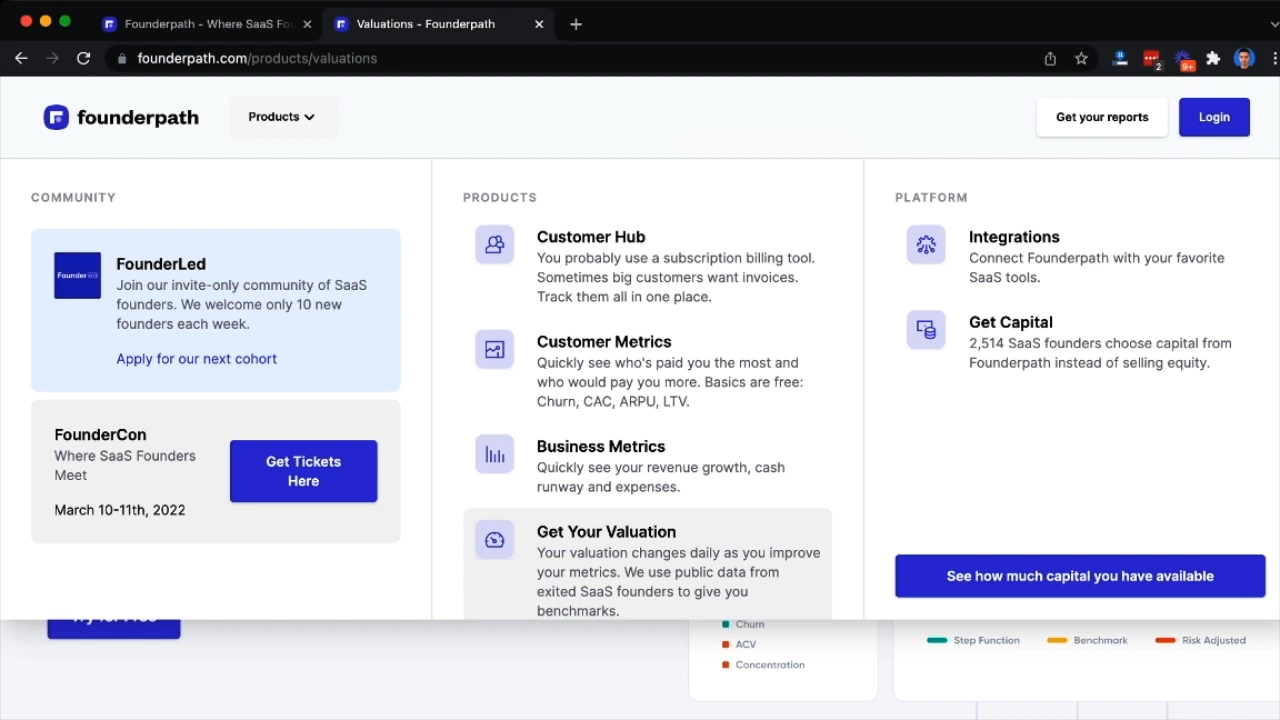 Founderpath - Where SaaS Fo
Valuations - Founderpath
founderpath.com/products/valuations
2
9+
founderpath
Products
Get your reports
Login
COMMUNITY
FounderLed
Join our invite-only community of SaaS
founders. We welcome only 10 new
founders each week.
Apply for our next cohort
FounderCon
Where SaaS Founders
Meet
March 10-11th, 2022
Get Tickets
Here
PRODUCTS
Customer Hub
You probably use a subscription billing tool.
Sometimes big customers want invoices.
Track them all in one place.
Customer Metrics
Quickly see who's paid you the most and
who would pay you more. Basics are free:
Churn, CAC, ARPU, LTV.
Business Metrics
Quickly see your revenue growth, cash
runway and expenses.
Get Your Valuation
Your valuation changes daily as you improve
your metrics. We use public data from
exited SaaS founders to give you
benchmarks.
PLATFORM
Integrations
Connect Founderpath with your favorite
SaaS tools.
Get Capital
2,514 SaaS founders choose capital from
Founderpath instead of selling equity.
See how much capital you have available
Churn
ACV
Concentration
Step Function
Benchmark
Risk Adjusted